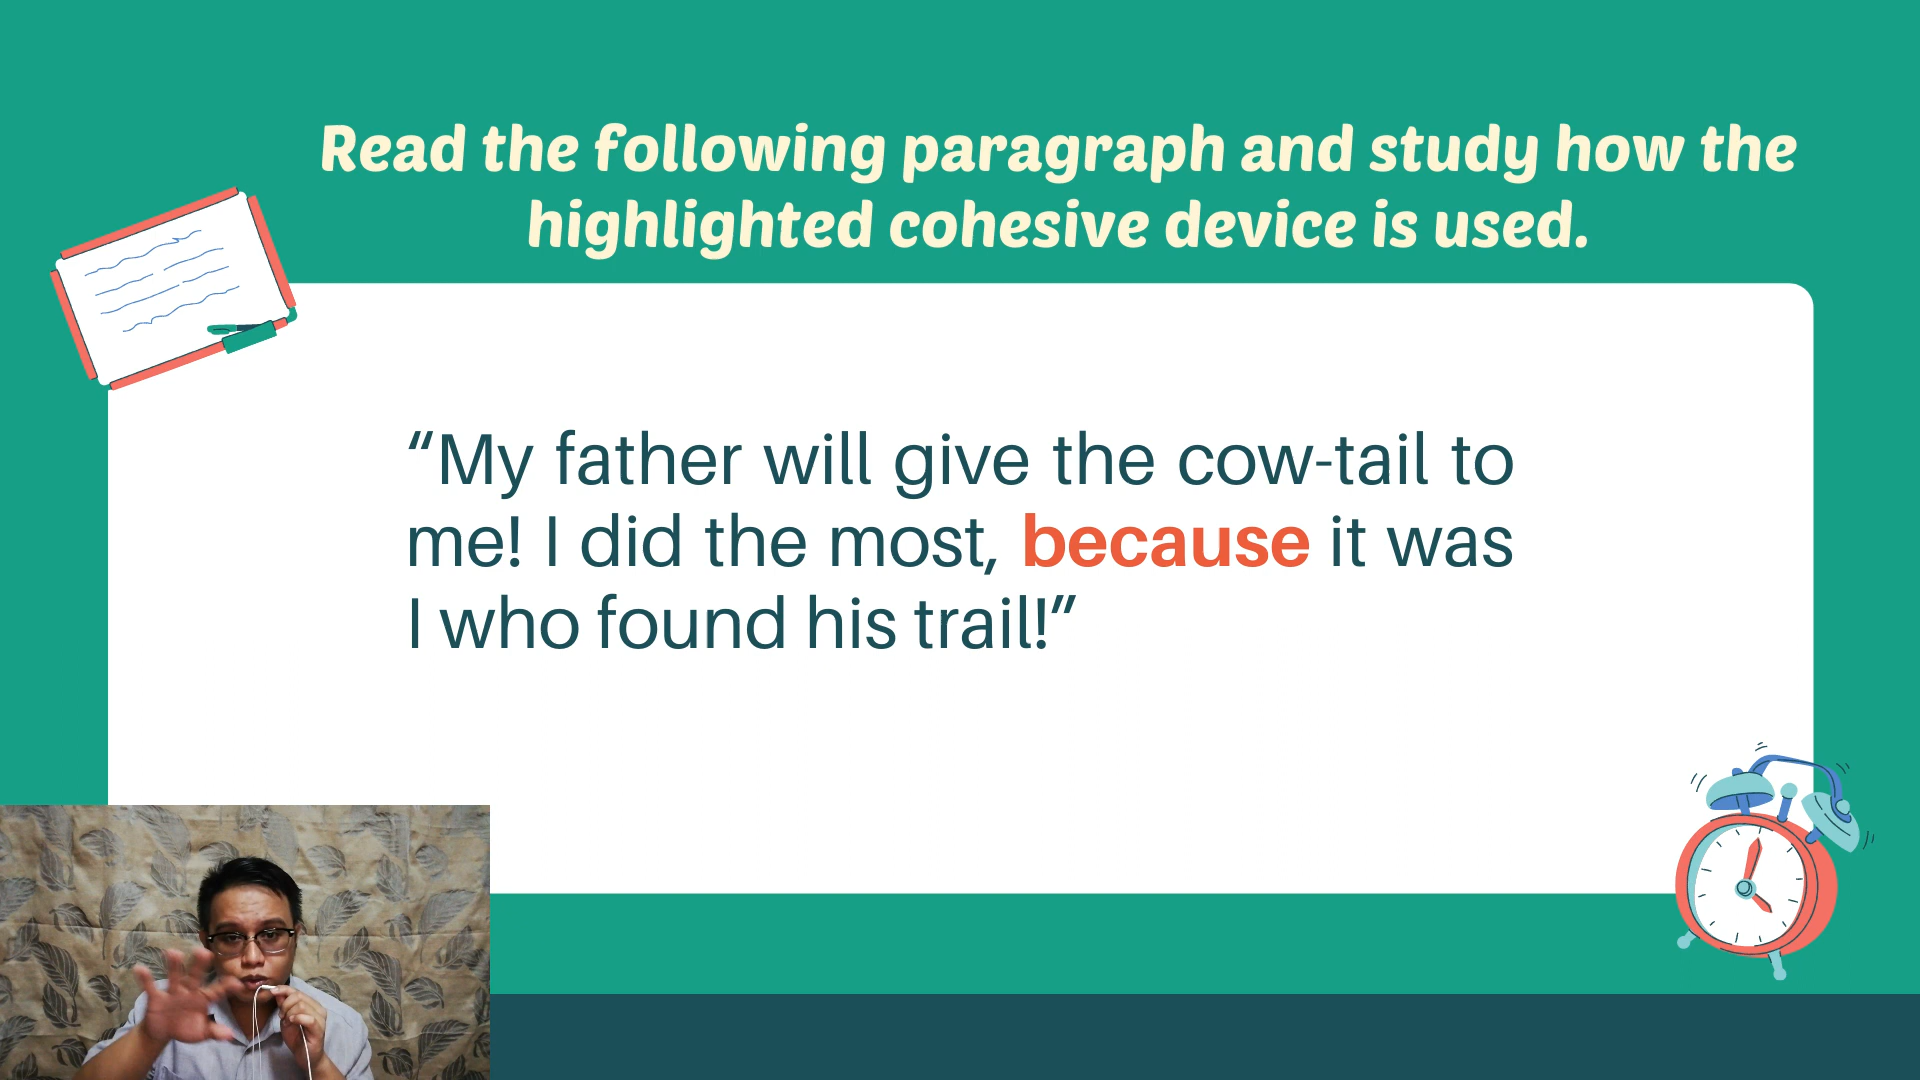 Read the following paragraph and study how the
highlighted cohesive device is used.
“My father will give the cow-tail to
me! I did the most, because it was
I who found his trail!”